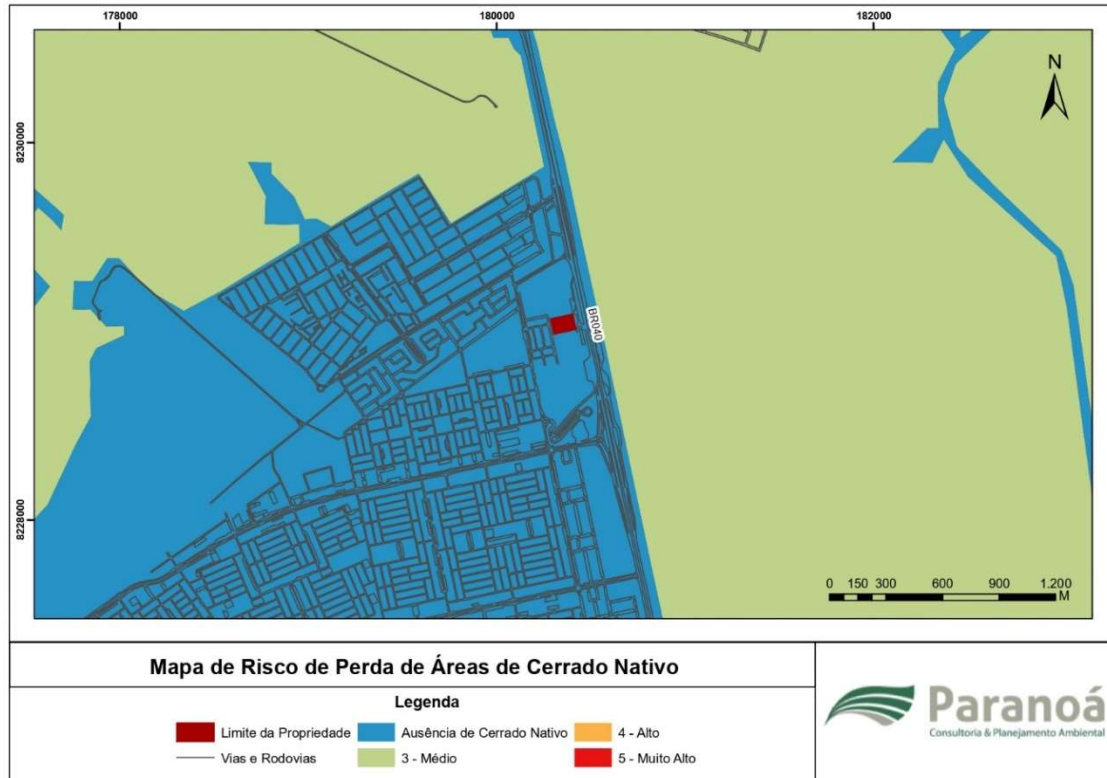 178000
180000
182000
8230000
8228000
N
BR040
0 150 300 600 900 1.200
M
Mapa de Risco de Perda de Áreas de Cerrado Nativo
Legenda
Limite da Propriedade
Ausência de Cerrado Nativo
4 - Alto
Vias e Rodovias
3 - Médio
5 - Muito Alto
Paranoá
Consultoria & Planejamento Ambiental